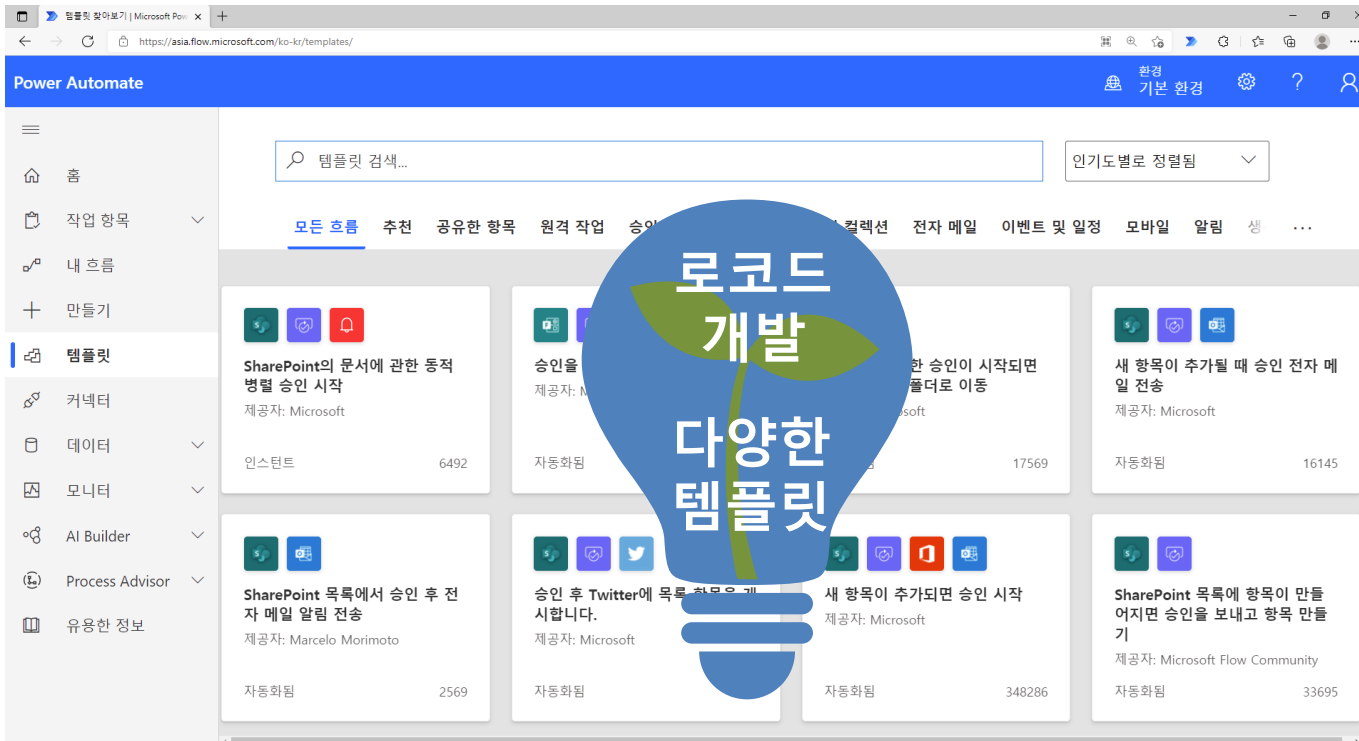 템플릿 찾아보기 | Microsoft Pow
https://asia.flow.microsoft.com/ko-kr/templates/
Power Automate
환경
기본 환경
홈
작업 항목
내 흐름
만들기
템플릿
커넥터
데이터
모니터
AI Builder
Process Advisor
유용한 정보
템플릿 검색...
인기도별로 정렬됨
모든 흐름 추천 공유한 항목 원격 작업 컬렉션 전자 메일 이벤트 및 일정 모바일 알림 생 ...
로코드
개발
다양한
템플릿
SharePoint의 문서에 관한 동적
병렬 승인 시작
제공자: Microsoft
인스턴트 6492
승인을
제공자:
자동화됨
한 승인이 시작되면
폴더로 이동
17569
새 항목이 추가될 때 승인 전자 메
일 전송
제공자: Microsoft
자동화됨 16145
SharePoint 목록에서 승인 후 전
자 메일 알림 전송
제공자: Marcelo Morimoto
자동화됨 2569
승인 후 Twitter에 목록 항목을 게
시합니다.
제공자: Microsoft
자동화됨
새 항목이 추가되면 승인 시작
제공자: Microsoft
자동화됨 348286
SharePoint 목록에 항목이 만들
어지면 승인을 보내고 항목 만들
기
제공자: Microsoft Flow Community
자동화됨 33695